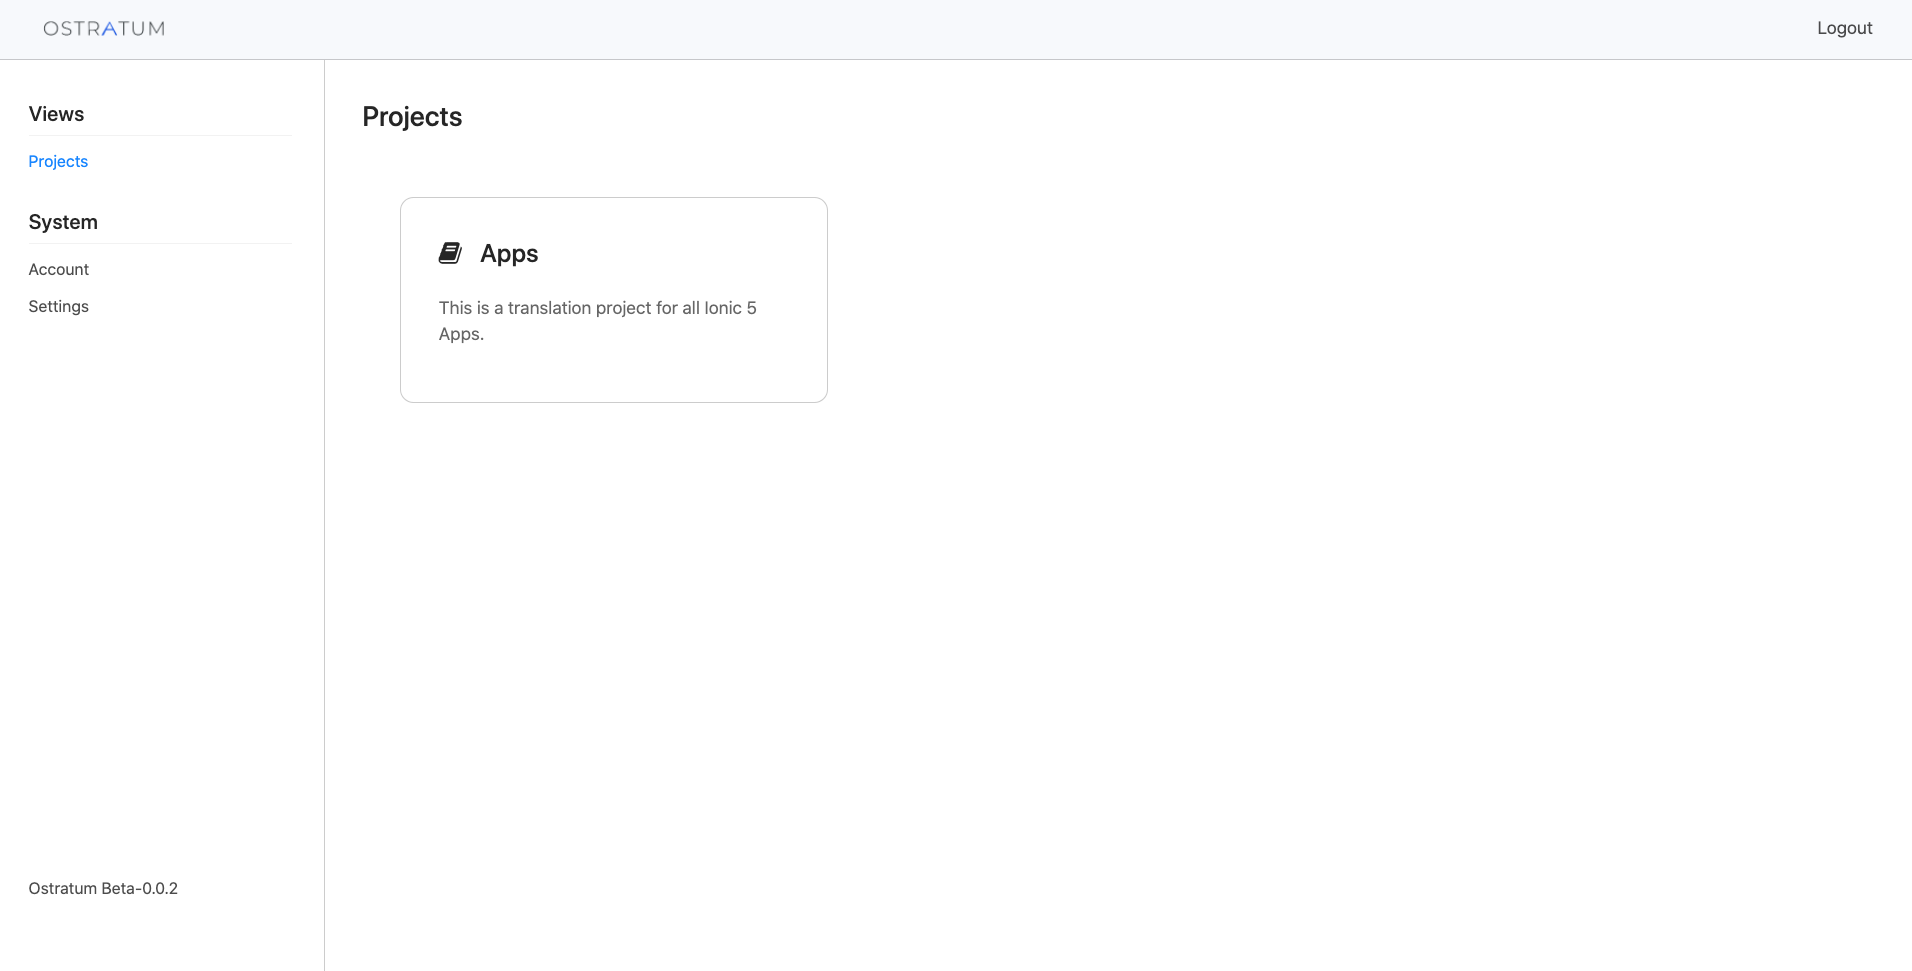 OSTRATUM
Logout
Views
Projects
System
Account
Settings
Ostratum Beta-0.0.2
Projects
Apps
This is a translation project for all Ionic 5
Apps.